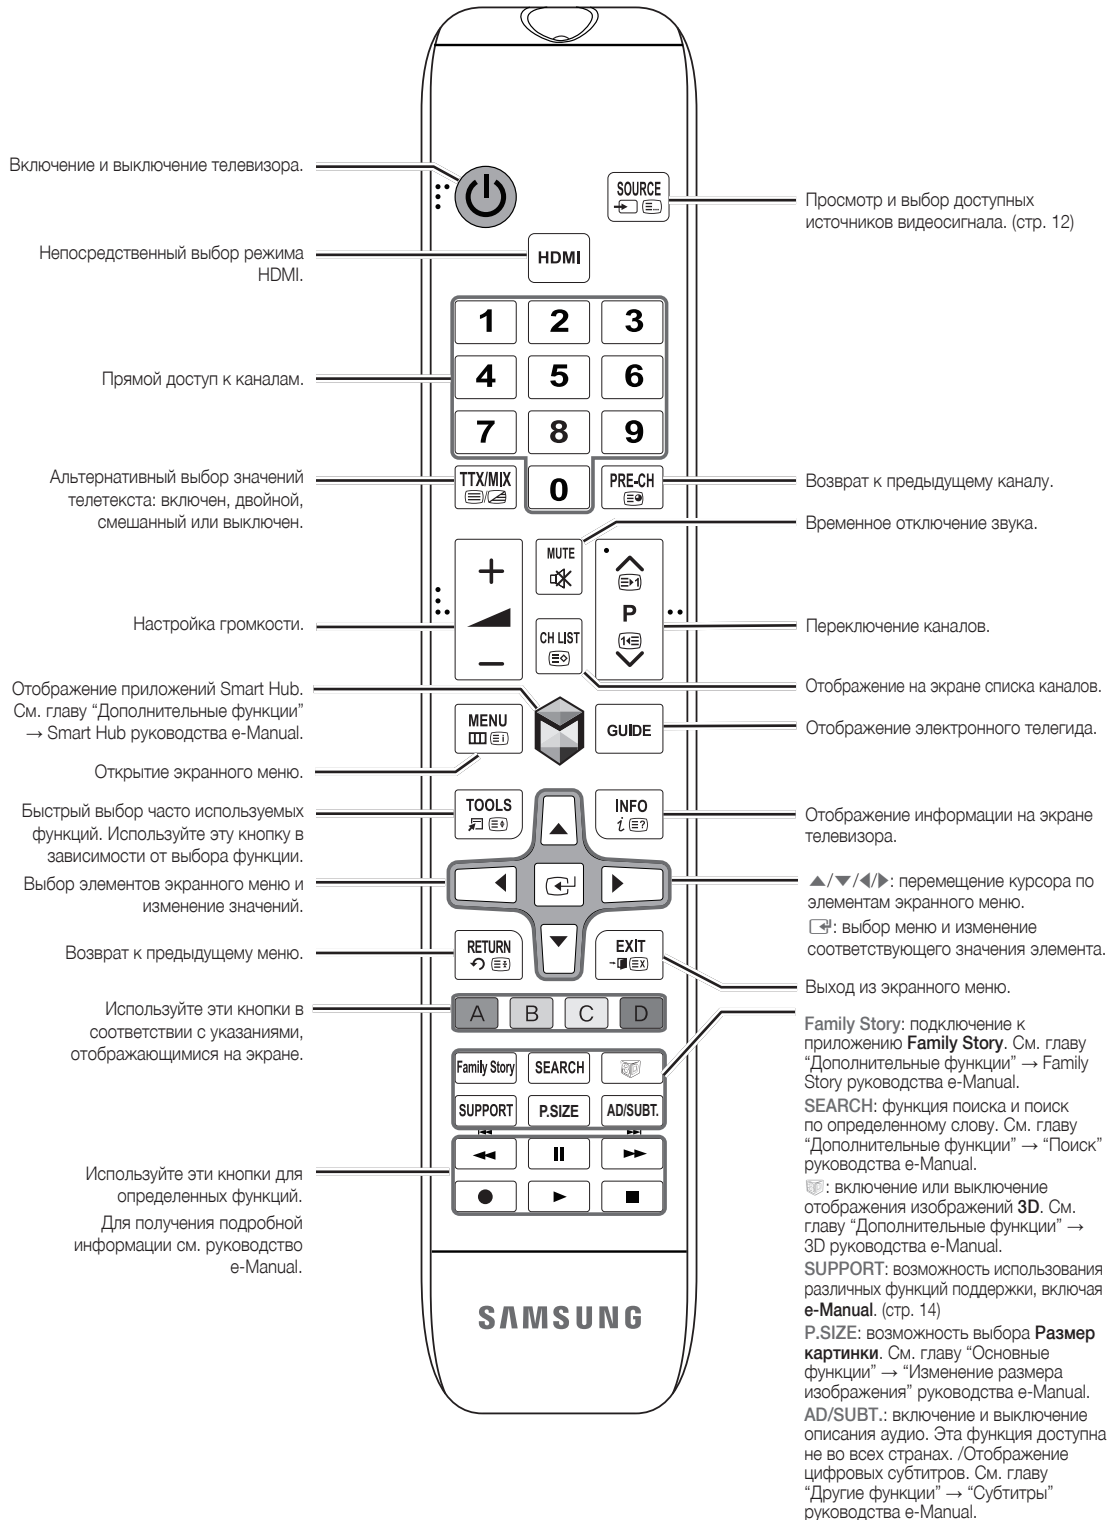 Включение и выключение телевизора.
SOURCE
Просмотр и выбор доступных
источников видеосигнала. (стр. 12)
Непосредственный выбор режима
HDMI.
HDMI
1 2 3
4 5 6
7 8 9
0
Прямой доступ к каналам.
Альтернативный выбор значений
телетекста: включен, двойной,
смешанный или выключен.
TTX/MIX
PRE-CH
Возврат к предыдущему каналу.
Временное отключение звука.
MUTE
P
CH LIST
Настройка громкости.
Переключение каналов.
Отображение приложений Smart Hub.
См. главу “Дополнительные функции”
→ Smart Hub руководства e-Manual.
Отображение на экране списка каналов.
MENU
GUIDE
Отображение электронного телегида.
Открытие экранного меню.
TOOLS
INFO
Быстрый выбор часто используемых
функций. Используйте эту кнопку в
зависимости от выбора функции.
Отображение информации на экране
телевизора.
Выбор элементов экранного меню и
изменение значений.
▲/▼/◀/▶: перемещение курсора по
элементам экранного меню.
: выбор меню и изменение
соответствующего значения элемента.
Возврат к предыдущему меню.
RETURN
EXIT
Выход из экранного меню.
Используйте эти кнопки в
соответствии с указаниями,
отображающимися на экране.
A B C D
Family Story SEARCH
SUPPORT P.SIZE AD/SUBT.
Используйте эти кнопки для
определенных функций.
Для получения подробной
информации см. руководство
e-Manual.
Family Story: подключение к
приложению Family Story. См. главу
“Дополнительные функции” → Family
Story руководства e-Manual.
SEARCH: функция поиска и поиск
по определенному слову. См. главу
“Дополнительные функции” → “Поиск”
руководства e-Manual.
: включение или выключение
отображения изображений 3D. См.
главу “Дополнительные функции” →
3D руководства e-Manual.
SUPPORT: возможность использования
различных функций поддержки, включая
e-Manual. (стр. 14)
P.SIZE: возможность выбора Размер
картинки. См. главу “Основные
функции” → “Изменение размера
изображения” руководства e-Manual.
AD/SUBT.: включение и выключение
описания аудио. Эта функция доступна
не во всех странах. /Отображение
цифровых субтитров. См. главу
“Другие функции” → “Субтитры”
руководства e-Manual.
SAMSUNG